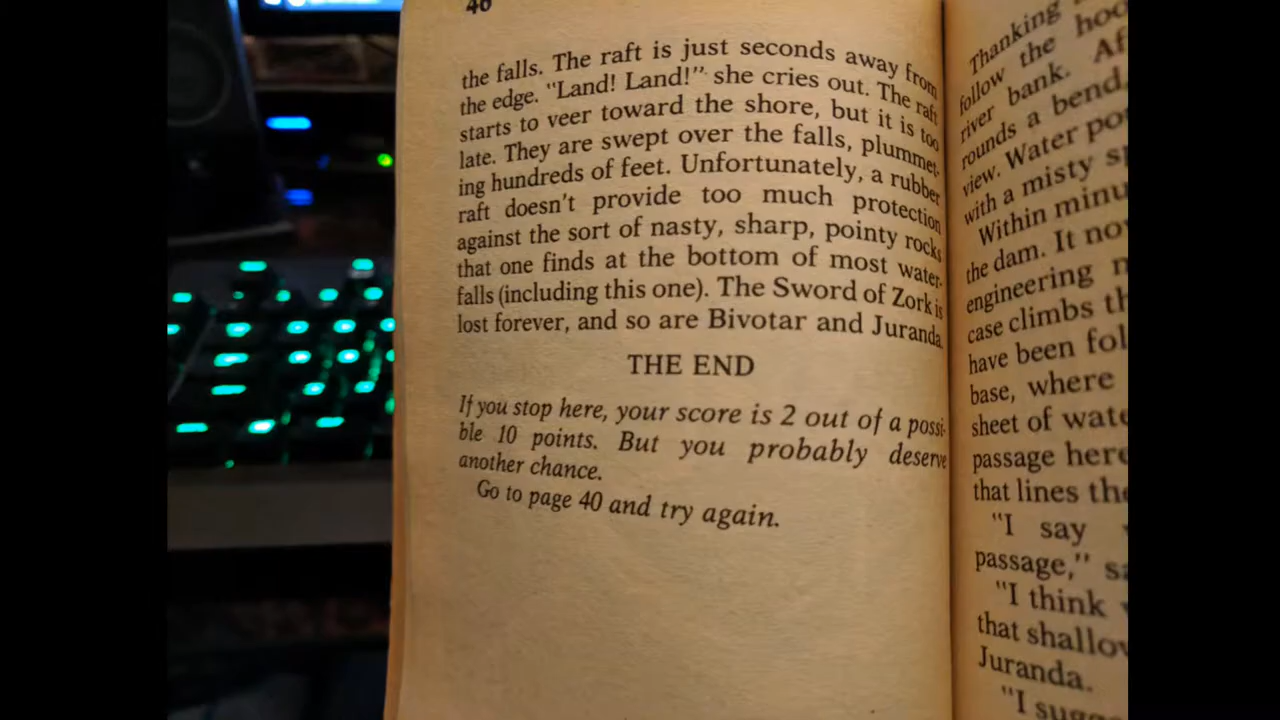 the falls. The raft is just seconds away from
the edge. "Land! Land!" she cries out. The raft
starts to veer toward the shore, but it is too
late. They are swept over the falls, plummet-
ing hundreds of feet. Unfortunately, a rubber
raft doesn't provide too much protection
against the sort of nasty, sharp, pointy rocks
that one finds at the bottom of most water-
falls (including this one). The Sword of Zork is
lost forever, and so are Bivotar and Juranda.
THE END
If you stop here, your score is 2 out of a possi-
ble 10 points. But you probably deserve
another chance.
Go to page 40 and try again.
Thanking
follow the
river bank.
rounds a bend,
view. Water
with a misty
Within
the dam. It
engineering
case climbs
have been
base, where
sheet of
passage here
that lines
"I say
passage,"
"I think
that
Juranda.
"I